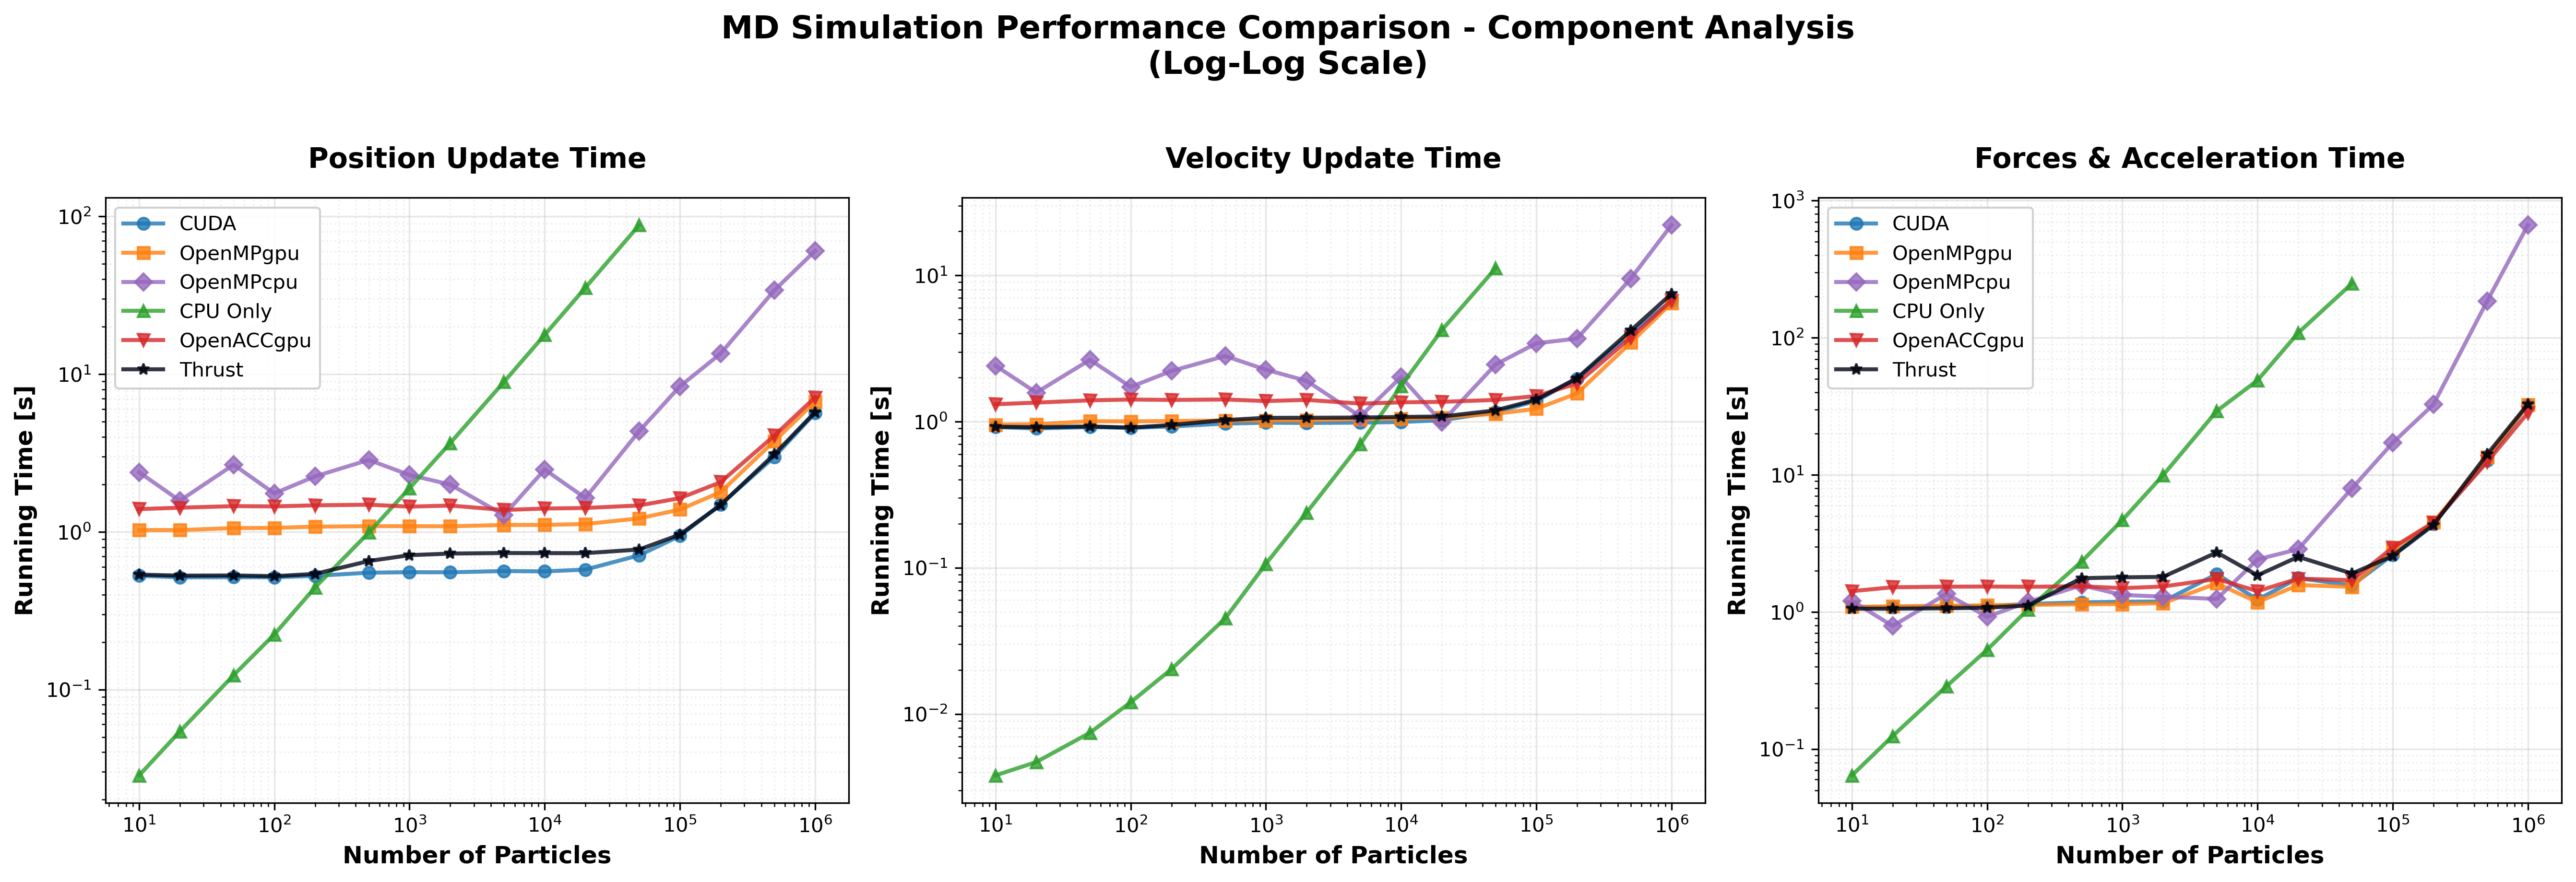 MD Simulation Performance Comparison - Component Analysis
(Log-Log Scale)
Position Update Time
Running Time [s]
10²
10¹
10⁰
10⁻¹
CUDA
OpenMPgpu
OpenMPcpu
CPU Only
OpenACCgpu
Thrust
10¹ 10² 10³ 10⁴ 10⁵ 10⁶
Number of Particles
Velocity Update Time
Running Time [s]
10¹
10⁰
10⁻¹
10⁻²
10¹ 10² 10³ 10⁴ 10⁵ 10⁶
Number of Particles
Forces & Acceleration Time
Running Time [s]
10³
10²
10¹
10⁰
10⁻¹
CUDA
OpenMPgpu
OpenMPcpu
CPU Only
OpenACCgpu
Thrust
10¹ 10² 10³ 10⁴ 10⁵ 10⁶
Number of Particles